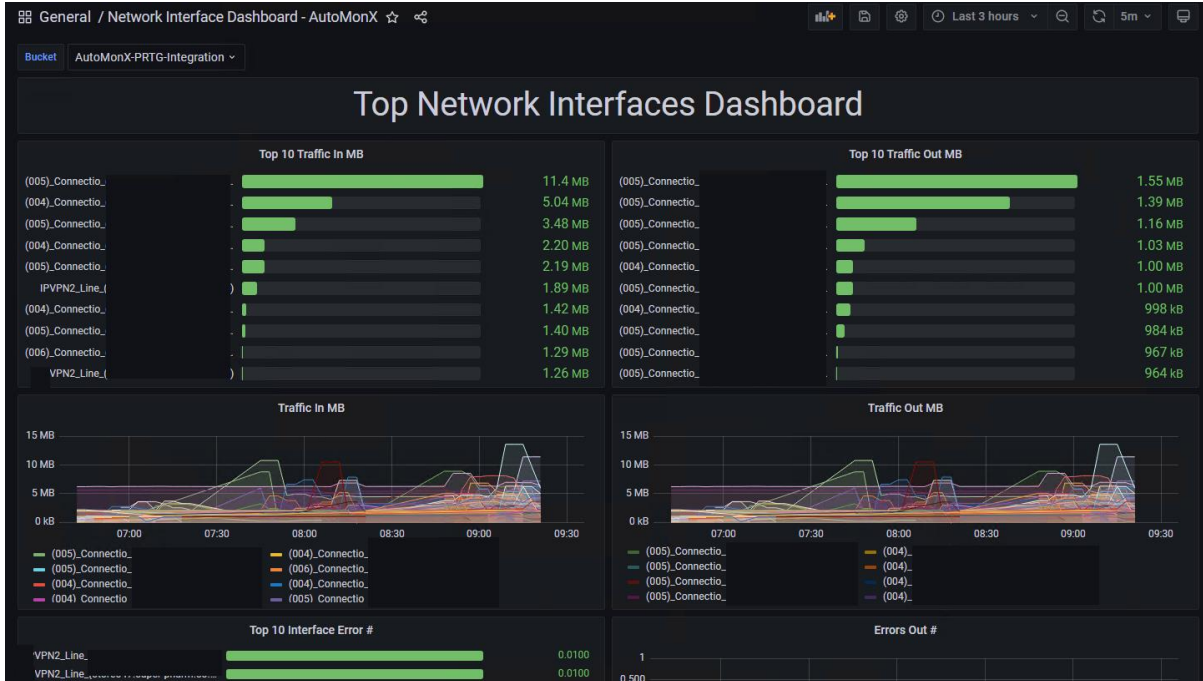 General / Network Interface Dashboard - AutoMonX
Last 3 hours
5m
Bucket
AutoMonX-PRTG-Integration
Top Network Interfaces Dashboard
Top 10 Traffic In MB
(005)_Connectio_ 11.4 MB
(004)_Connectio_ 5.04 MB
(005)_Connectio_ 3.48 MB
(004)_Connectio_ 2.20 MB
(005)_Connectio_ 2.19 MB
IPVPN2_Line_( ) 1.89 MB
(004)_Connectio_ 1.42 MB
(005)_Connectio_ 1.40 MB
(006)_Connectio_ 1.29 MB
VPN2_Line_( ) 1.26 MB
Top 10 Traffic Out MB
(005)_Connectio_ 1.55 MB
(005)_Connectio_ 1.39 MB
(005)_Connectio_ 1.16 MB
(005)_Connectio_ 1.03 MB
(004)_Connectio_ 1.00 MB
(005)_Connectio_ 1.00 MB
(004)_Connectio_ 998 kB
(005)_Connectio_ 984 kB
(005)_Connectio_ 967 kB
(005)_Connectio_ 964 kB
Traffic In MB
15 MB
10 MB
5 MB
0 kB
07:00 07:30 08:00 08:30 09:00 09:30
(005)_Connectio_ (004)_Connectio_
(005)_Connectio_ (006)_Connectio_
(004)_Connectio_ (004)_Connectio_
(004)_Connectio (005)_Connectio
Traffic Out MB
15 MB
10 MB
5 MB
0 kB
07:00 07:30 08:00 08:30 09:00 09:30
(005)_Connectio_ (004)_
(005)_Connectio_ (004)_
(005)_Connectio_ (004)_
(005)_Connectio_ (004)_
Top 10 Interface Error #
VPN2_Line_ 0.0100
VPN2_Line_ 0.0100
Errors Out #
1
0.500